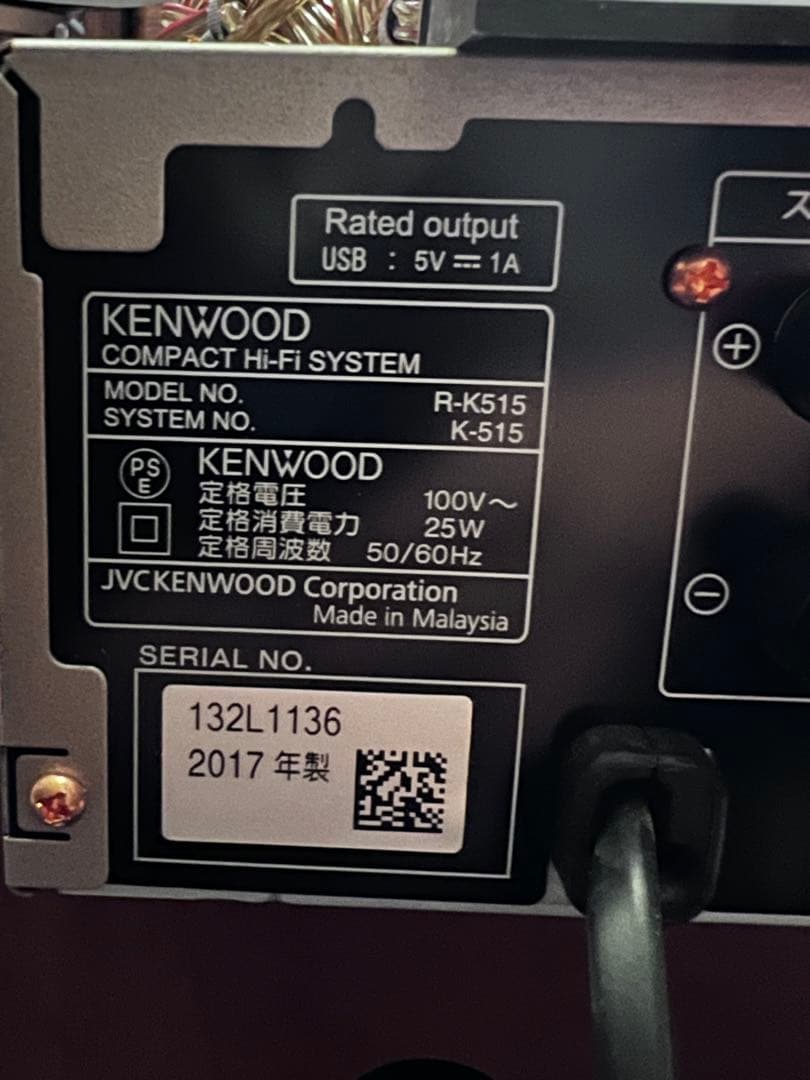 Rated output
USB : 5V⎓1A
KENWOOD
COMPACT Hi-Fi SYSTEM
MODEL NO. R-K515
SYSTEM NO. K-515
PS
E
KENWOOD
定格電圧 100V～
定格消費電力 25W
定格周波数 50/60Hz
JVCKENWOOD Corporation
Made in Malaysia
SERIAL NO.
132L1136
2017 年製
ス
+
−